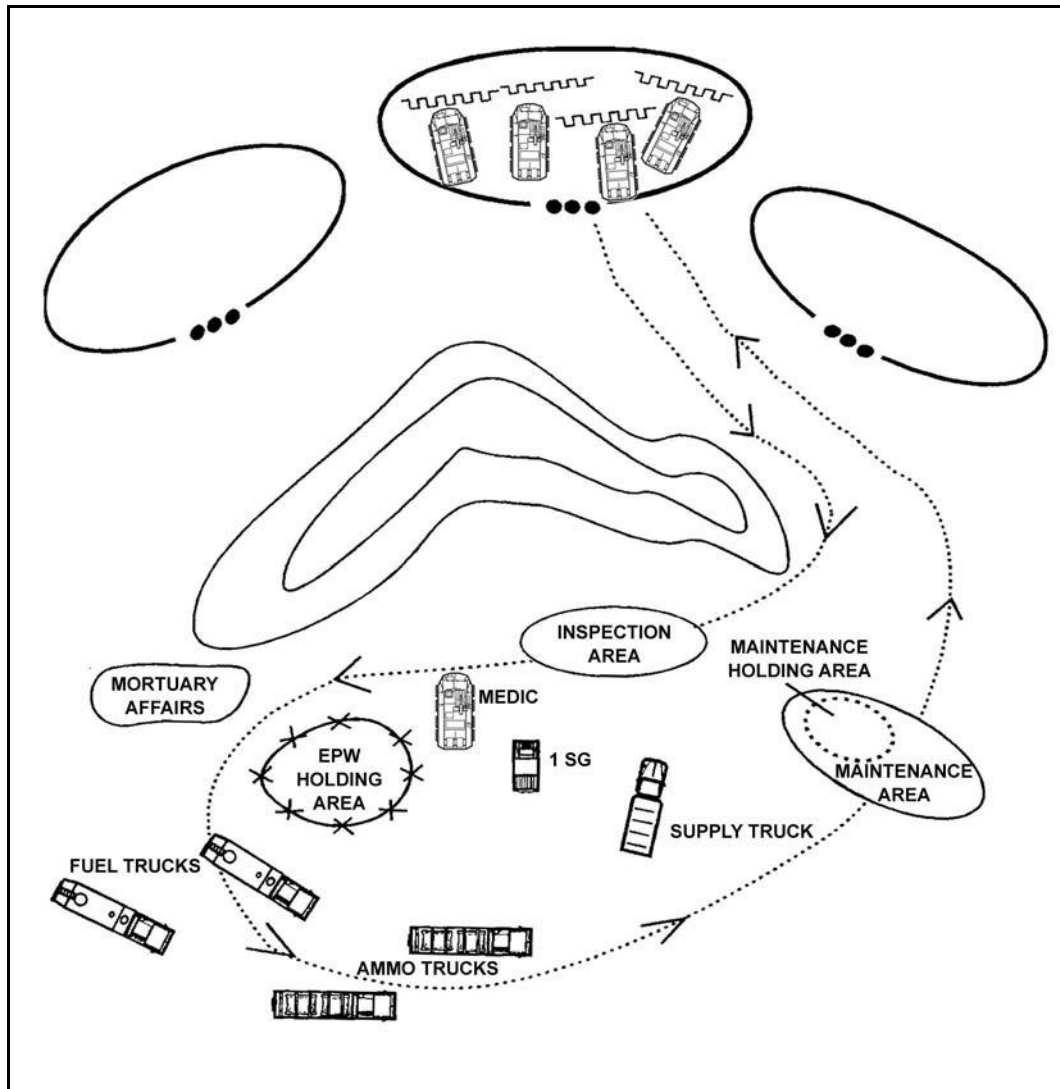 INSPECTION
AREA
MAINTENANCE
HOLDING AREA
MORTUARY
AFFAIRS
MEDIC
EPW
HOLDING
AREA
1 SG
MAINTENANCE
AREA
SUPPLY TRUCK
FUEL TRUCKS
AMMO TRUCKS